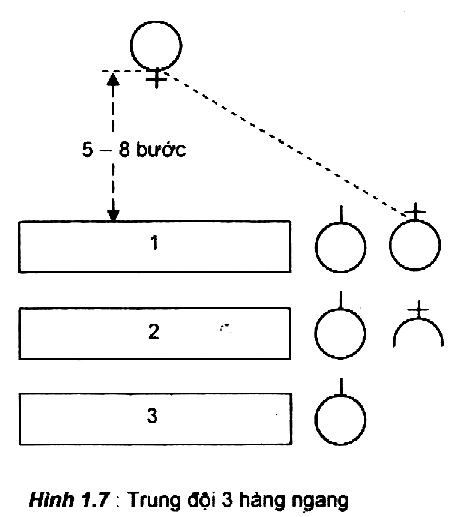 5 – 8 bước
1
2
3
Hình 1.7 : Trung đội 3 hàng ngang